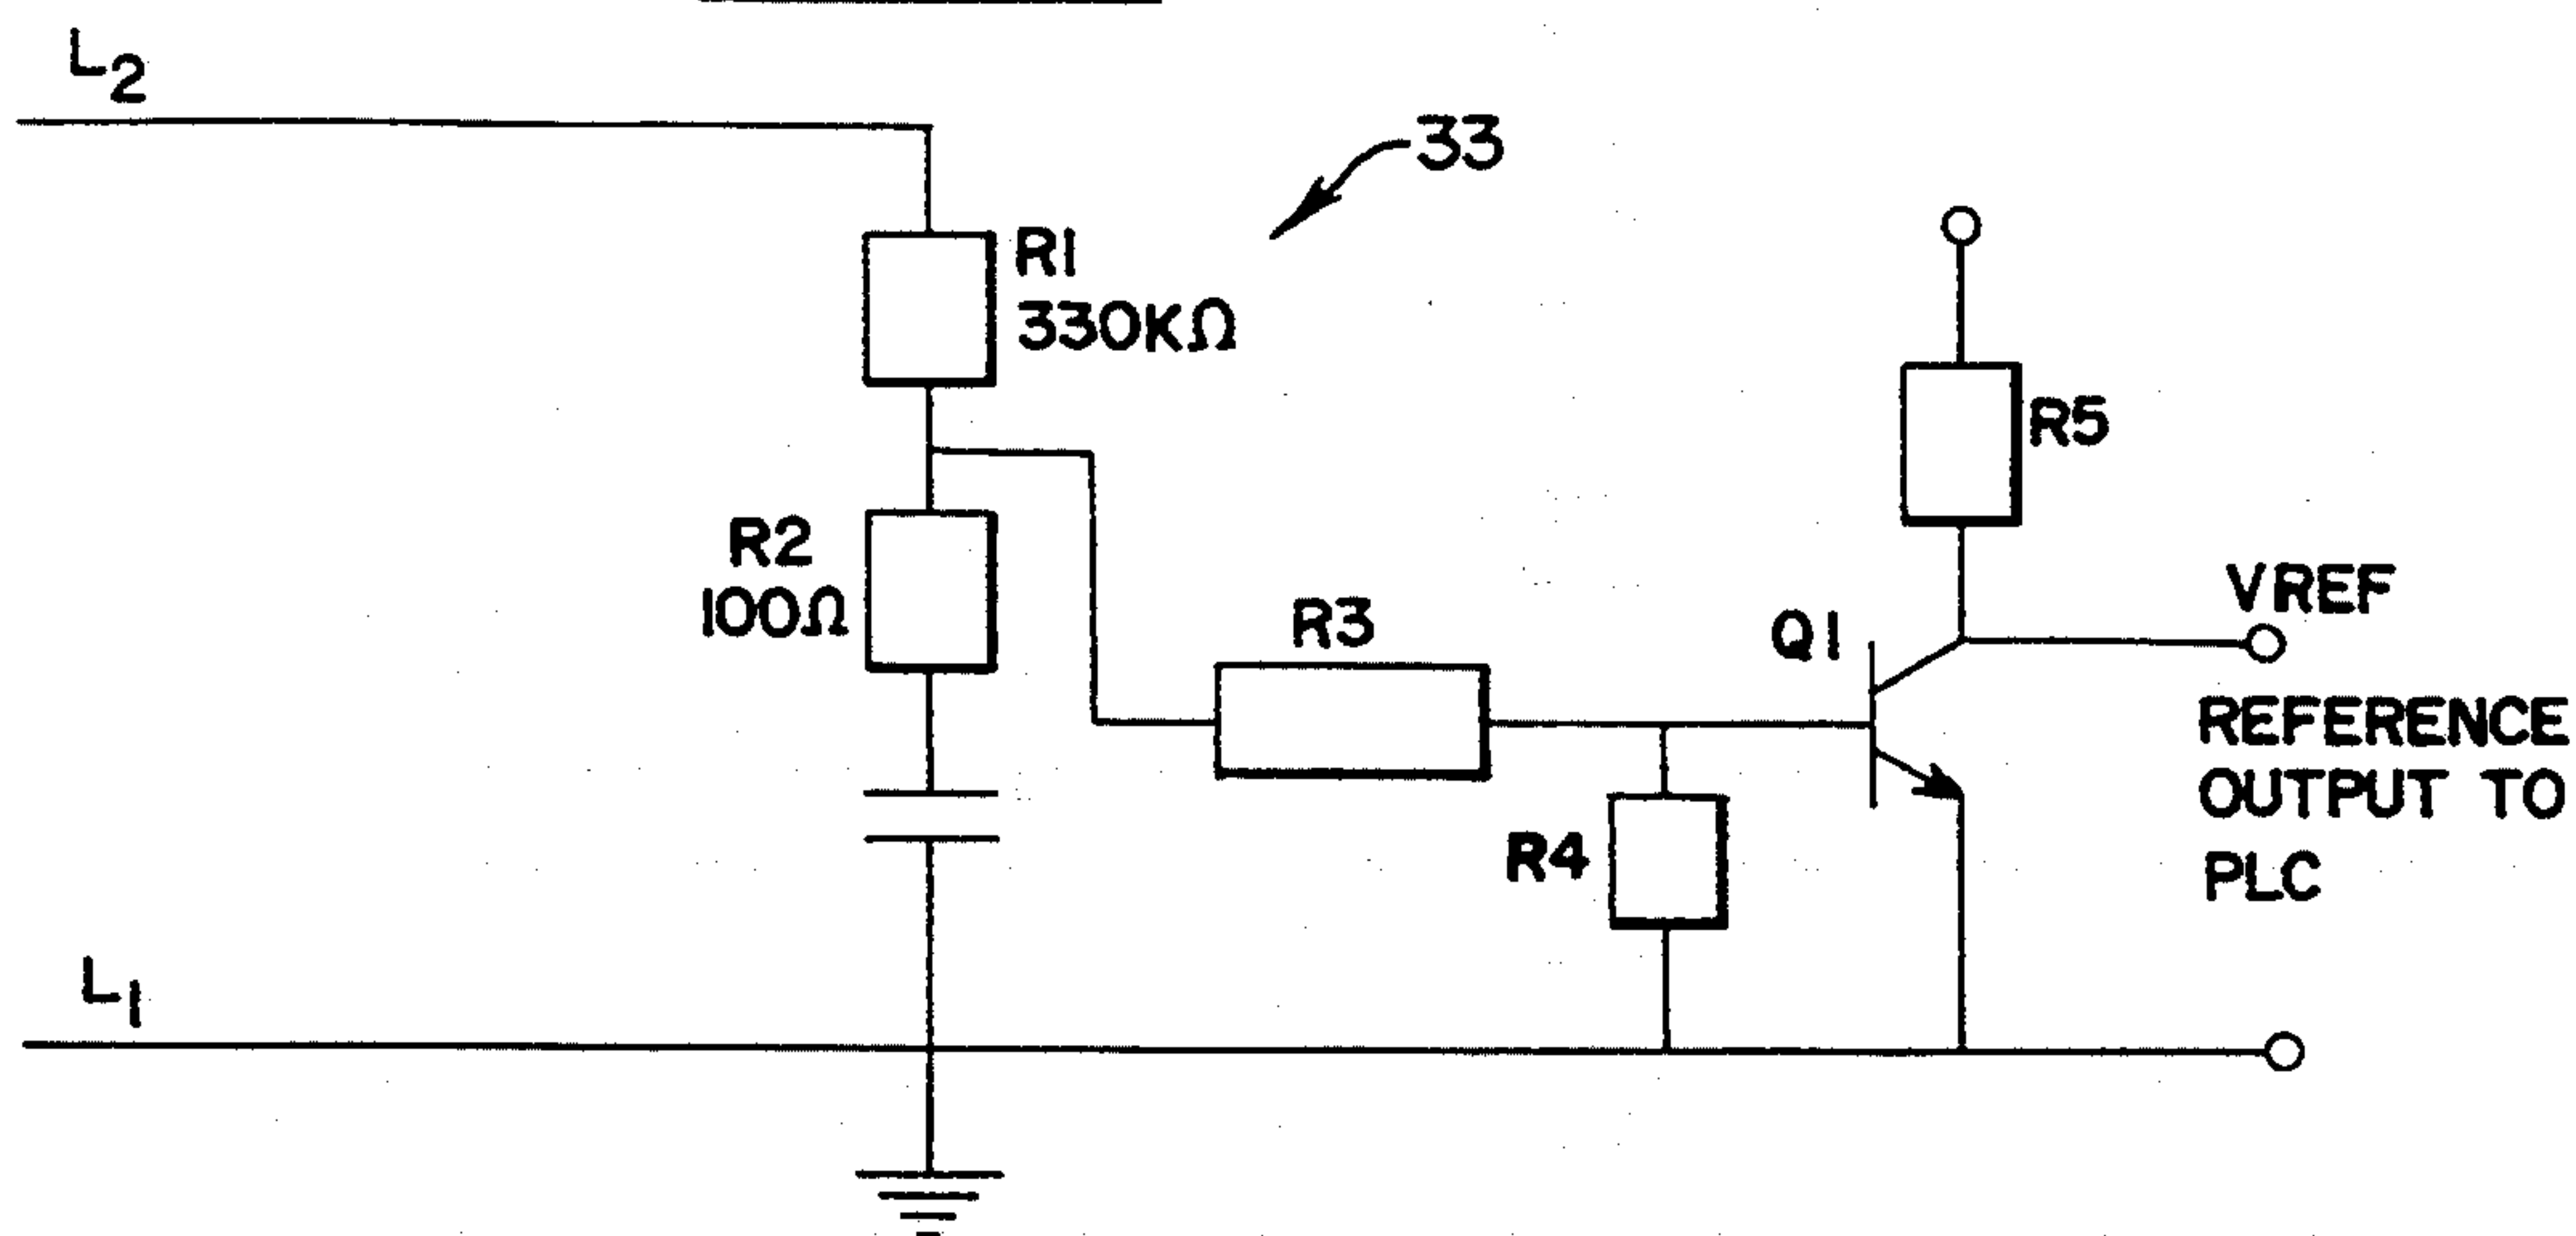 L2
33
R1
330KΩ
R5
R2
100Ω
R3
Q1
VREF
REFERENCE
OUTPUT TO
PLC
R4
L1